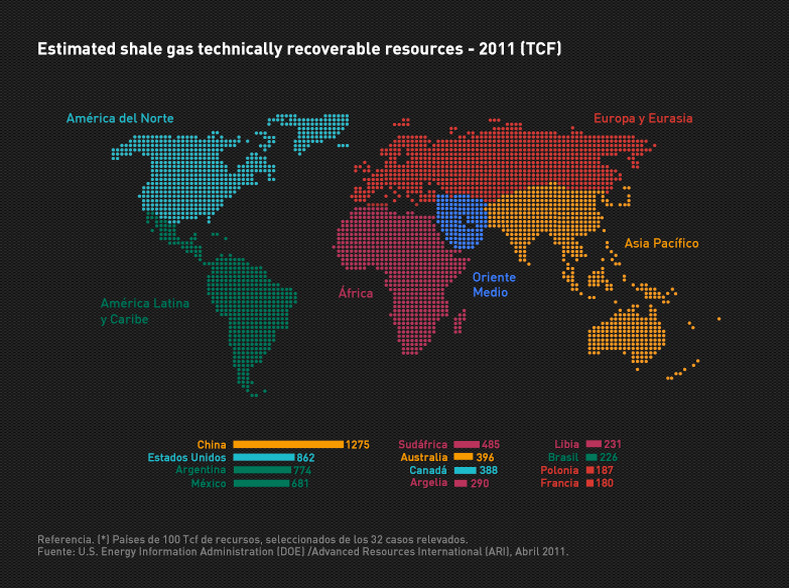 Estimated shale gas technically recoverable resources - 2011 (TCF)
América del Norte
Europa y Eurasia
Asia Pacífico
Oriente
Medio
África
América Latina
y Caribe
China 1275
Estados Unidos 862
Argentina 774
México 681
Sudáfrica 485
Australia 396
Canadá 388
Argelia 290
Libia 231
Brasil 226
Polonia 187
Francia 180
Referencia. (*) Países de 100 Tcf de recursos, seleccionados de los 32 casos relevados.
Fuente: U.S. Energy Information Administration (DOE) /Advanced Resources International (ARI), Abril 2011.